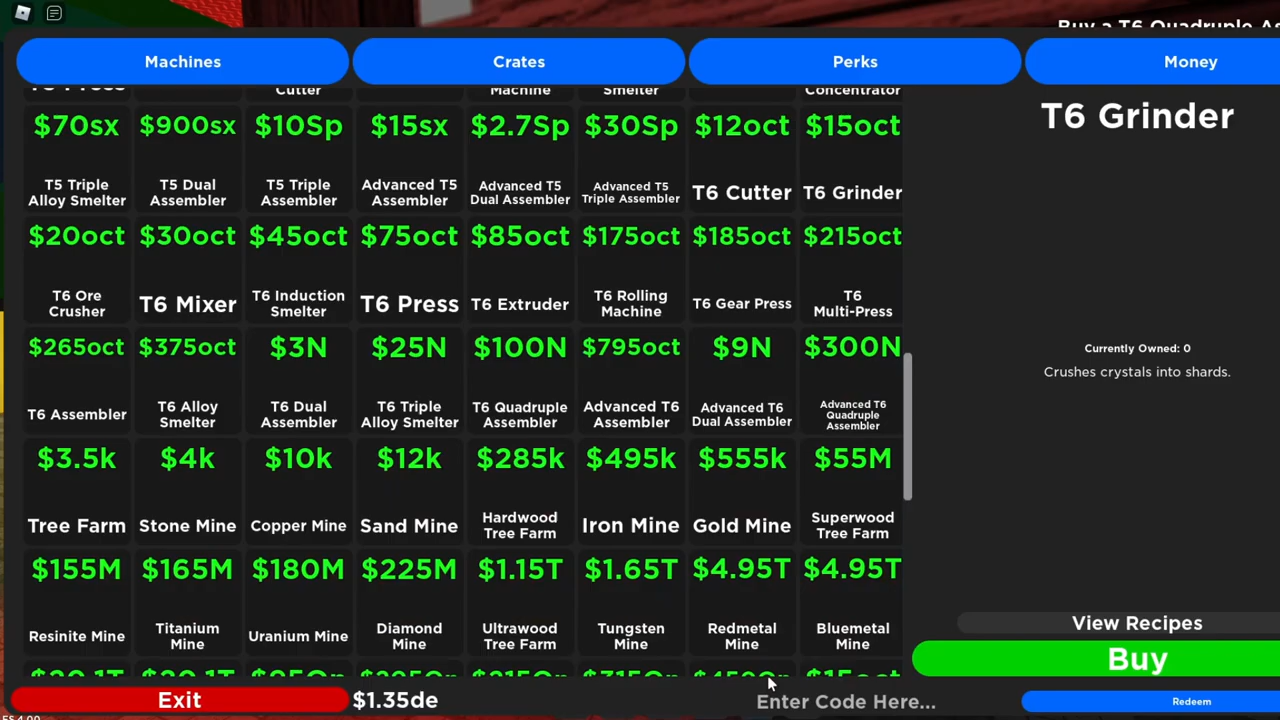 Buy a T6 Quadruple As
Machines
Crates
Perks
Money
T5 Press
Cutter
Machine
Smelter
Concentrator
$70sx $900sx $10Sp $15sx $2.7Sp $30Sp $12oct $15oct
T5 Triple Alloy Smelter
T5 Dual Assembler
T5 Triple Assembler
Advanced T5 Assembler
Advanced T5 Dual Assembler
Advanced T5 Triple Assembler
T6 Cutter
T6 Grinder
$20oct $30oct $45oct $75oct $85oct $175oct $185oct $215oct
T6 Ore Crusher
T6 Mixer
T6 Induction Smelter
T6 Press
T6 Extruder
T6 Rolling Machine
T6 Gear Press
T6 Multi-Press
$265oct $375oct $3N $25N $100N $795oct $9N $300N
T6 Assembler
T6 Alloy Smelter
T6 Dual Assembler
T6 Triple Alloy Smelter
T6 Quadruple Assembler
Advanced T6 Assembler
Advanced T6 Dual Assembler
Advanced T6 Quadruple Assembler
$3.5k $4k $10k $12k $285k $495k $555k $55M
Tree Farm
Stone Mine
Copper Mine
Sand Mine
Hardwood Tree Farm
Iron Mine
Gold Mine
Superwood Tree Farm
$155M $165M $180M $225M $1.15T $1.65T $4.95T $4.95T
Resinite Mine
Titanium Mine
Uranium Mine
Diamond Mine
Ultrawood Tree Farm
Tungsten Mine
Redmetal Mine
Bluemetal Mine
T6 Grinder
Currently Owned: 0
Crushes crystals into shards.
View Recipes
Buy
Exit
$1.35de
Enter Code Here...
Redeem